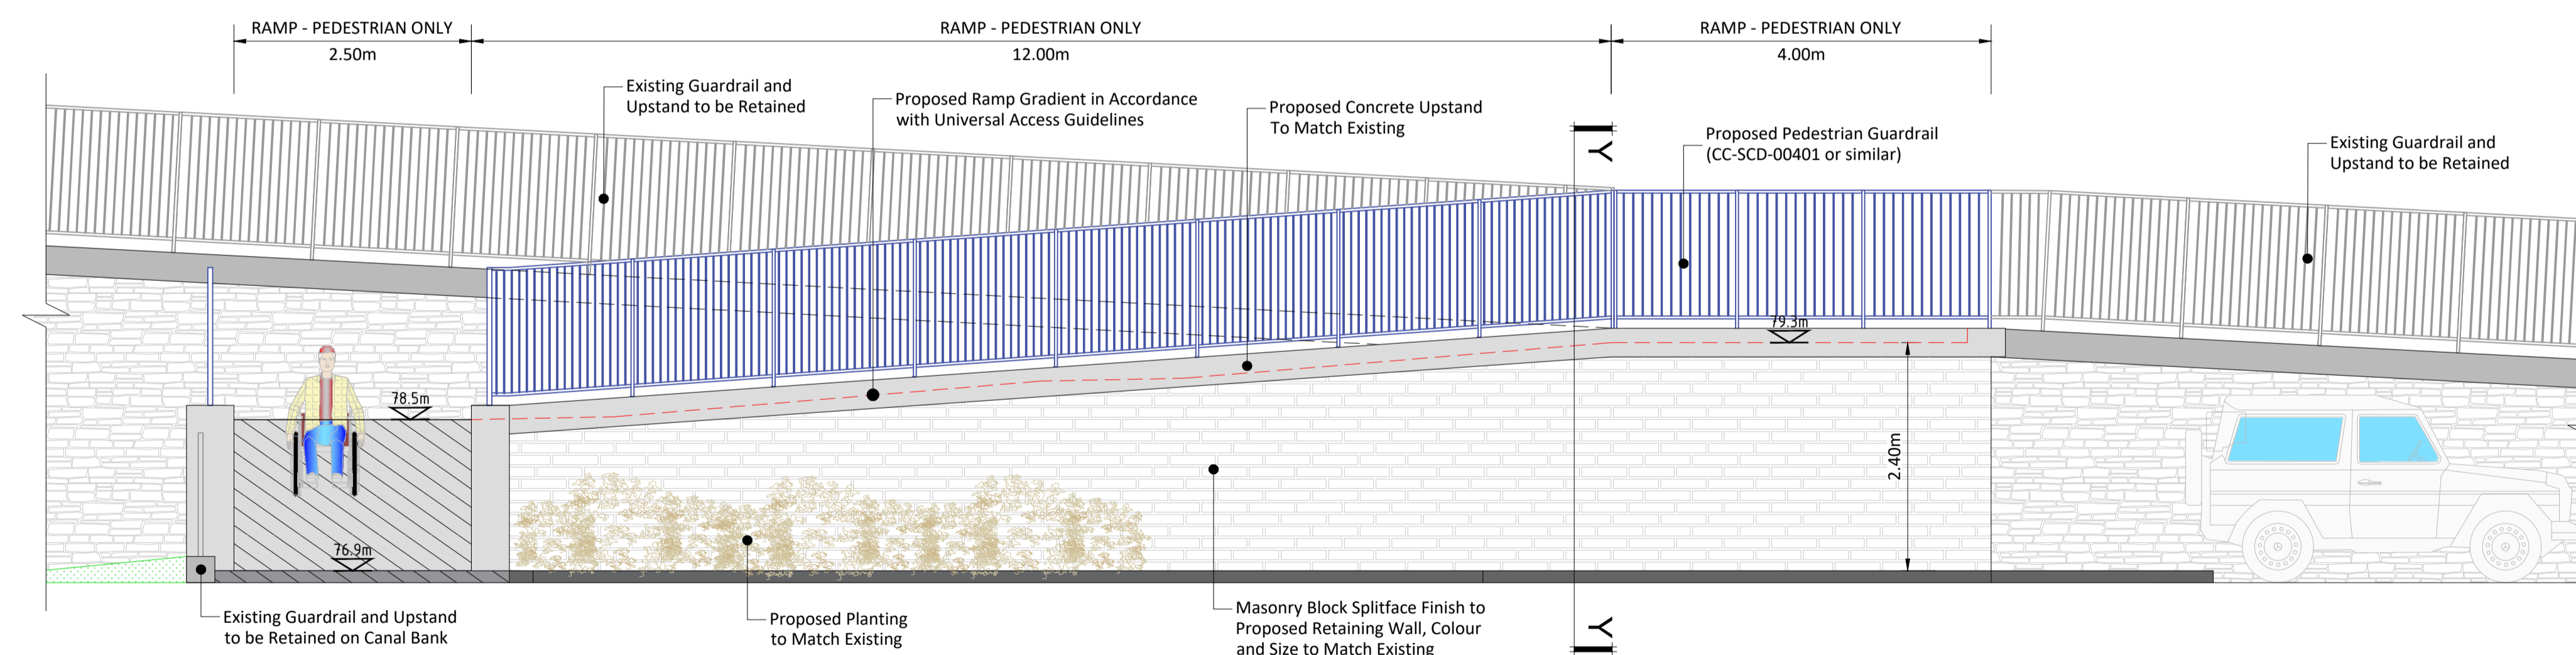 RAMP - PEDESTRIAN ONLY
2.50m
RAMP - PEDESTRIAN ONLY
12.00m
RAMP - PEDESTRIAN ONLY
4.00m
Existing Guardrail and
Upstand to be Retained
Proposed Ramp Gradient in Accordance
with Universal Access Guidelines
Proposed Concrete Upstand
To Match Existing
Y
Proposed Pedestrian Guardrail
(CC-SCD-00401 or similar)
Existing Guardrail and
Upstand to be Retained
79.3m
78.5m
2.40m
76.9m
Existing Guardrail and Upstand
to be Retained on Canal Bank
Proposed Planting
to Match Existing
Masonry Block Splitface Finish to
Proposed Retaining Wall, Colour
and Size to Match Existing
Y